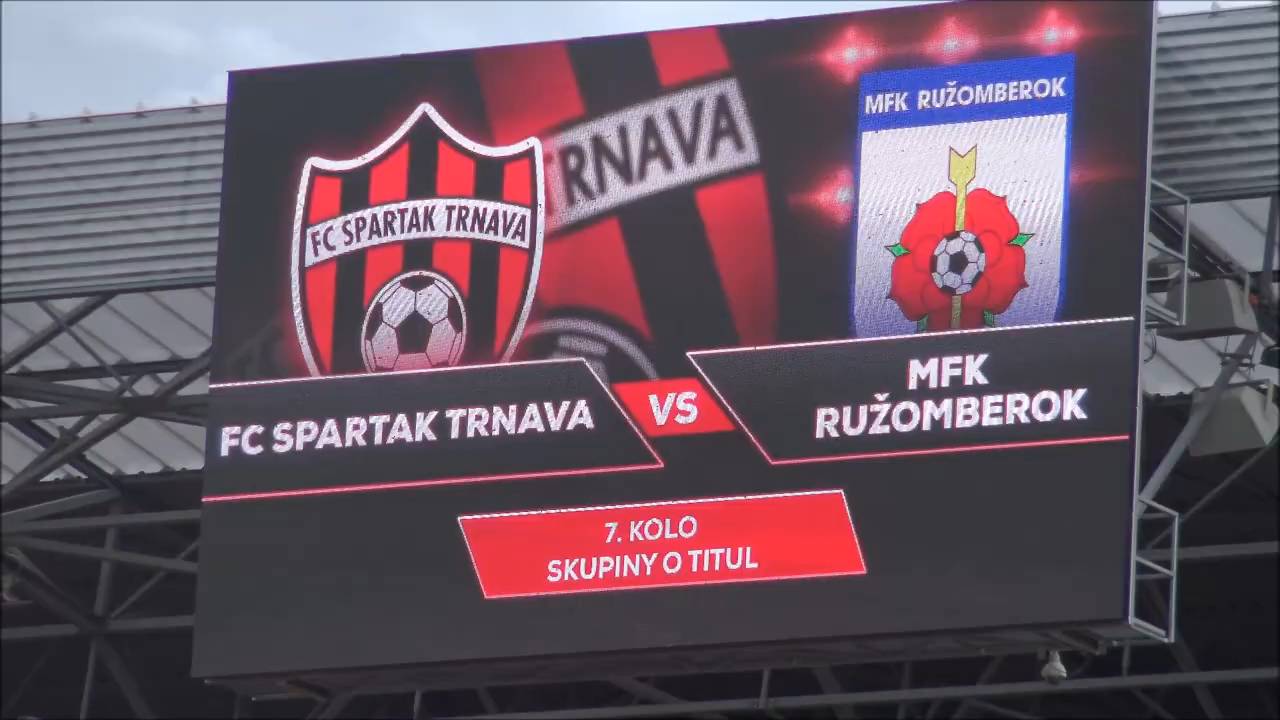 TRNAVA
MFK RUŽOMBEROK
FC SPARTAK TRNAVA
FC SPARTAK TRNAVA
VS
MFK
RUŽOMBEROK
7. KOLO
SKUPINY O TITUL